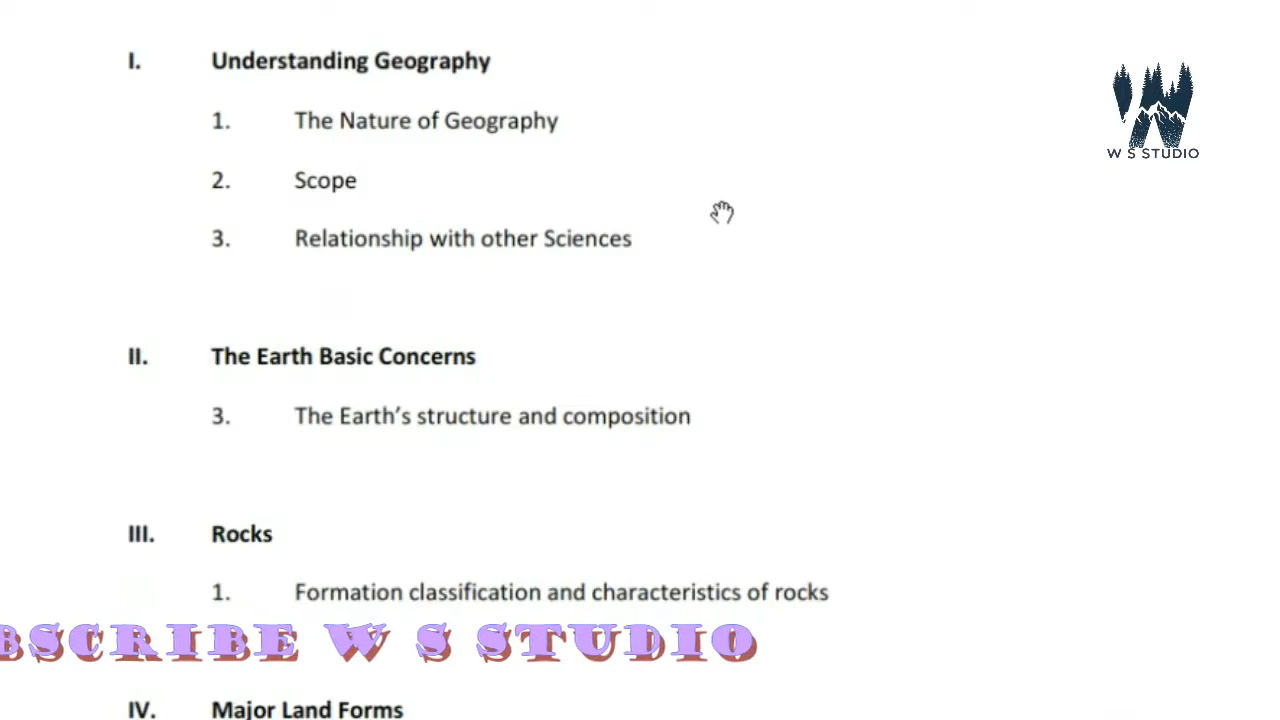 I. Understanding Geography
1. The Nature of Geography
2. Scope
3. Relationship with other Sciences
W S STUDIO
II. The Earth Basic Concerns
3. The Earth's structure and composition
III. Rocks
1. Formation classification and characteristics of rocks
BSCRIBE W S STUDIO
IV. Major Land Forms